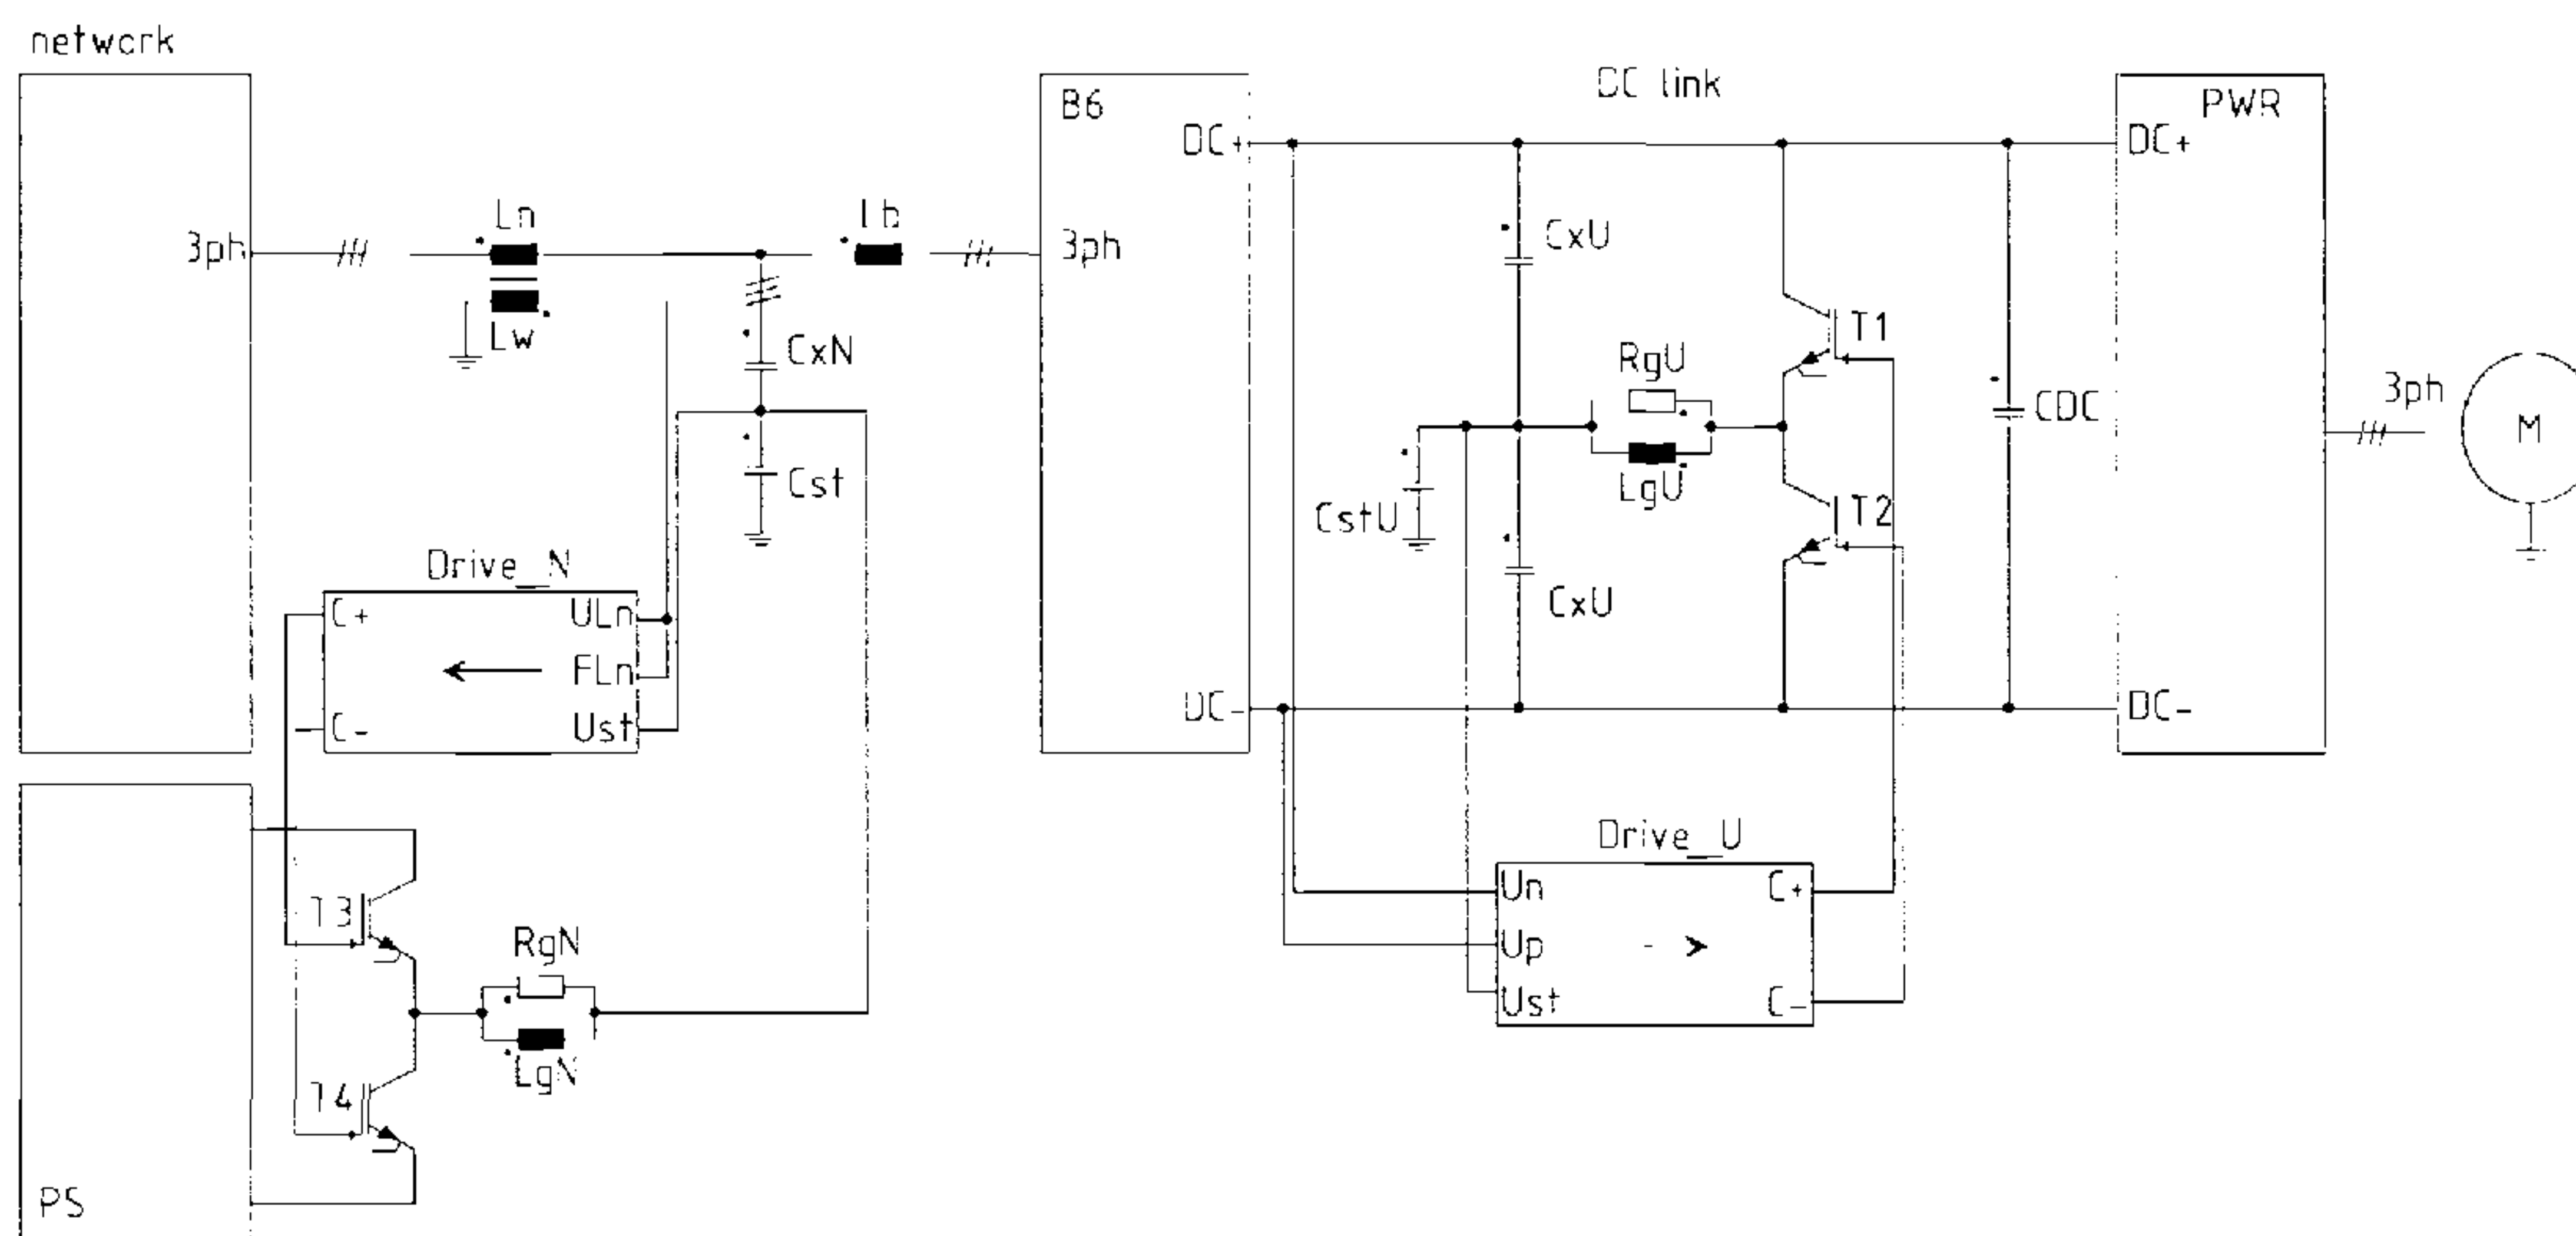 network
3ph
Ln
Lw
Lb
CxN
Cst
Drive_N
C+
ULn
FLn
C-
Ust
T3
T4
RgN
LgN
PS
B6
DC+
3ph
DC-
DC link
CxU
CstU
CxU
RgU
LgU
T1
T2
CDC
PWR
DC+
DC-
3ph
M
Drive_U
Un
C+
Up
Ust
C-